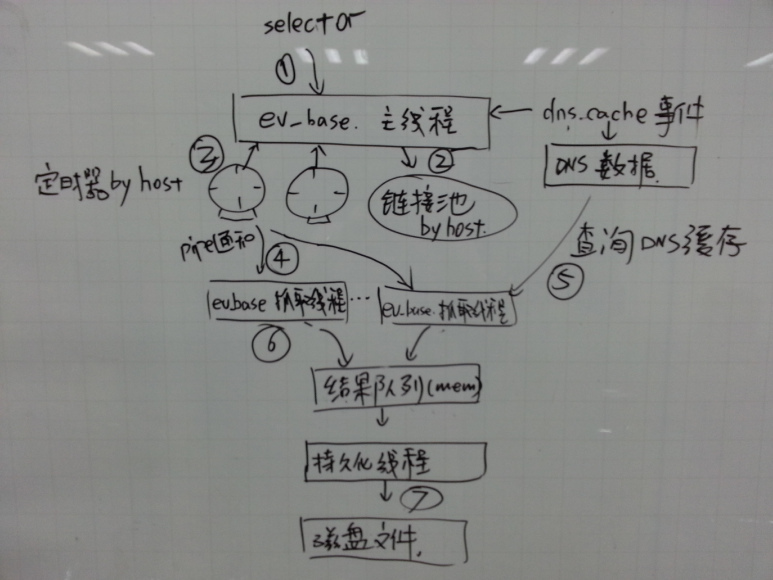 selector
①
ev_base. 主线程
dns.cache 事件
DNS 数据.
②
③
定时器 by host
链接池
by host.
pipe通知
④
查询 DNS缓存
⑤
evbase 抓取线程
...
ev_base. 抓取线程
⑥
结果队列(mem)
持久化线程
⑦
磁盘文件.